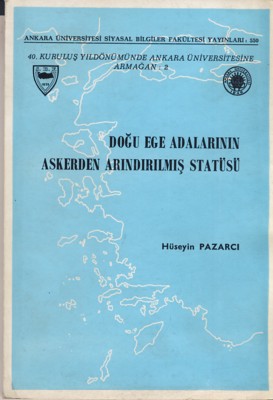 ANKARA ÜNİVERSİTESİ SİYASAL BİLGİLER FAKÜLTESİ YAYINLARI : 550
40. KURULUŞ YILDÖNÜMÜNDE ANKARA ÜNİVERSİTESİNE
ARMAĞAN : 2
DOĞU EGE ADALARININ
ASKERDEN ARINDIRILMIŞ STATÜSÜ
Hüseyin PAZARCI